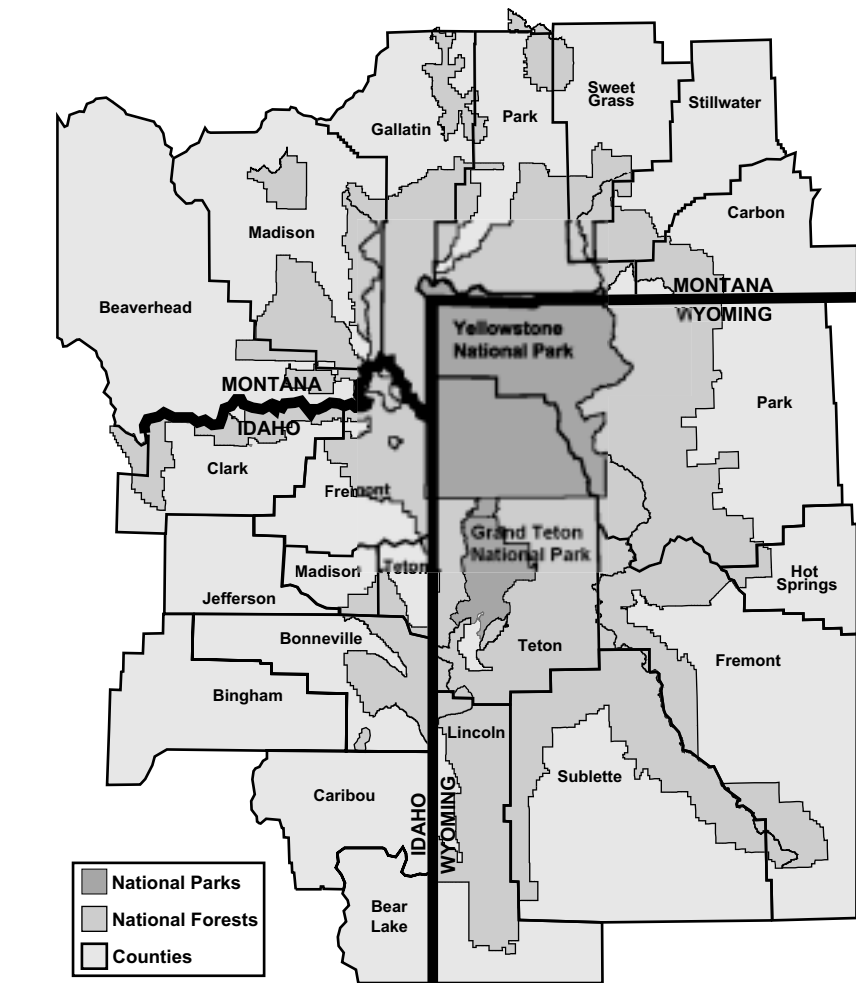 Sweet
Grass
Stillwater
Park
Gallatin
Carbon
Madison
MONTANA
WYOMING
Beaverhead
Yellowstone
National Park
MONTANA
Park
IDAHO
Clark
Fremont
Grand Teton
National Park
Teton
Madison
Hot
Springs
Jefferson
Bonneville
Teton
Fremont
Bingham
Lincoln
Sublette
Caribou
IDAHO
WYOMING
National Parks
National Forests
Counties
Bear
Lake